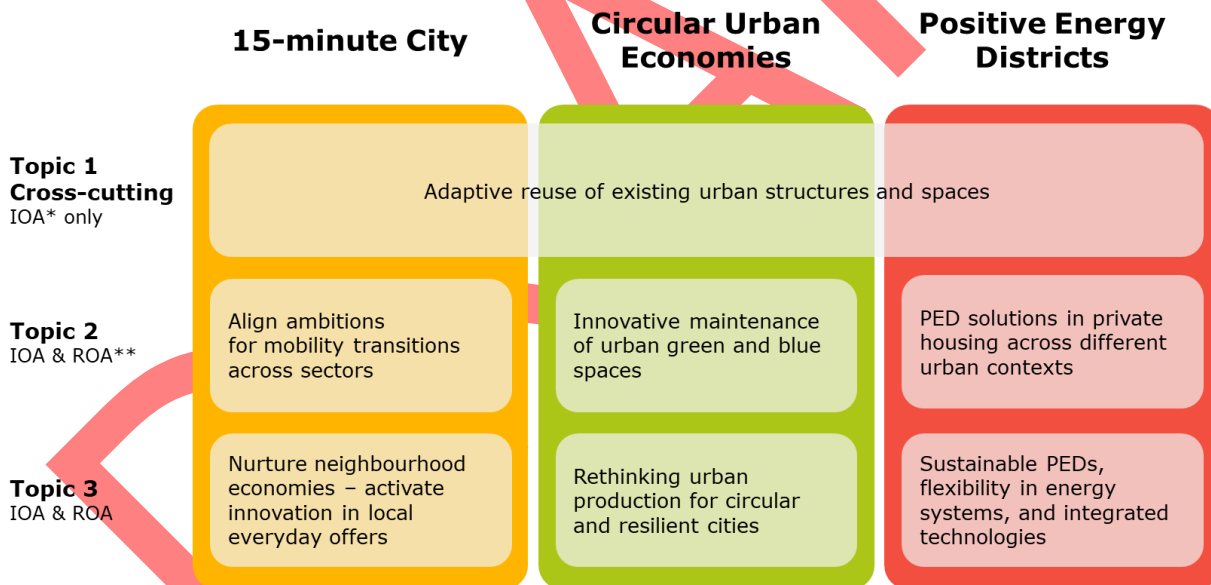 15-minute City
Circular Urban
Economies
Positive Energy
Districts
Topic 1
Cross-cutting
IOA* only
Adaptive reuse of existing urban structures and spaces
Topic 2
IOA & ROA**
Align ambitions
for mobility transitions
across sectors
Innovative maintenance
of urban green and blue
spaces
PED solutions in private
housing across different
urban contexts
Topic 3
IOA & ROA
Nurture neighbourhood
economies – activate
innovation in local
everyday offers
Rethinking urban
production for circular
and resilient cities
Sustainable PEDs,
flexibility in energy
systems, and integrated
technologies